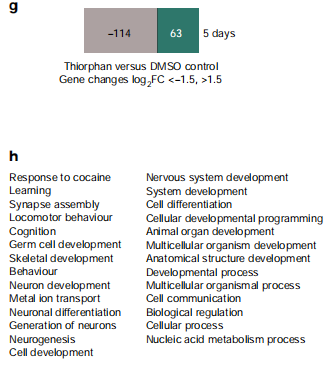 g
−114 63 5 days
Thiorphan versus DMSO control
Gene changes log₂FC <−1.5, >1.5
h
Response to cocaine
Learning
Synapse assembly
Locomotor behaviour
Cognition
Germ cell development
Skeletal development
Behaviour
Neuron development
Metal ion transport
Neuronal differentiation
Generation of neurons
Neurogenesis
Cell development
Nervous system development
System development
Cell differentiation
Cellular developmental programming
Animal organ development
Multicellular organism development
Anatomical structure development
Developmental process
Multicellular organismal process
Cell communication
Biological regulation
Cellular process
Nucleic acid metabolism process